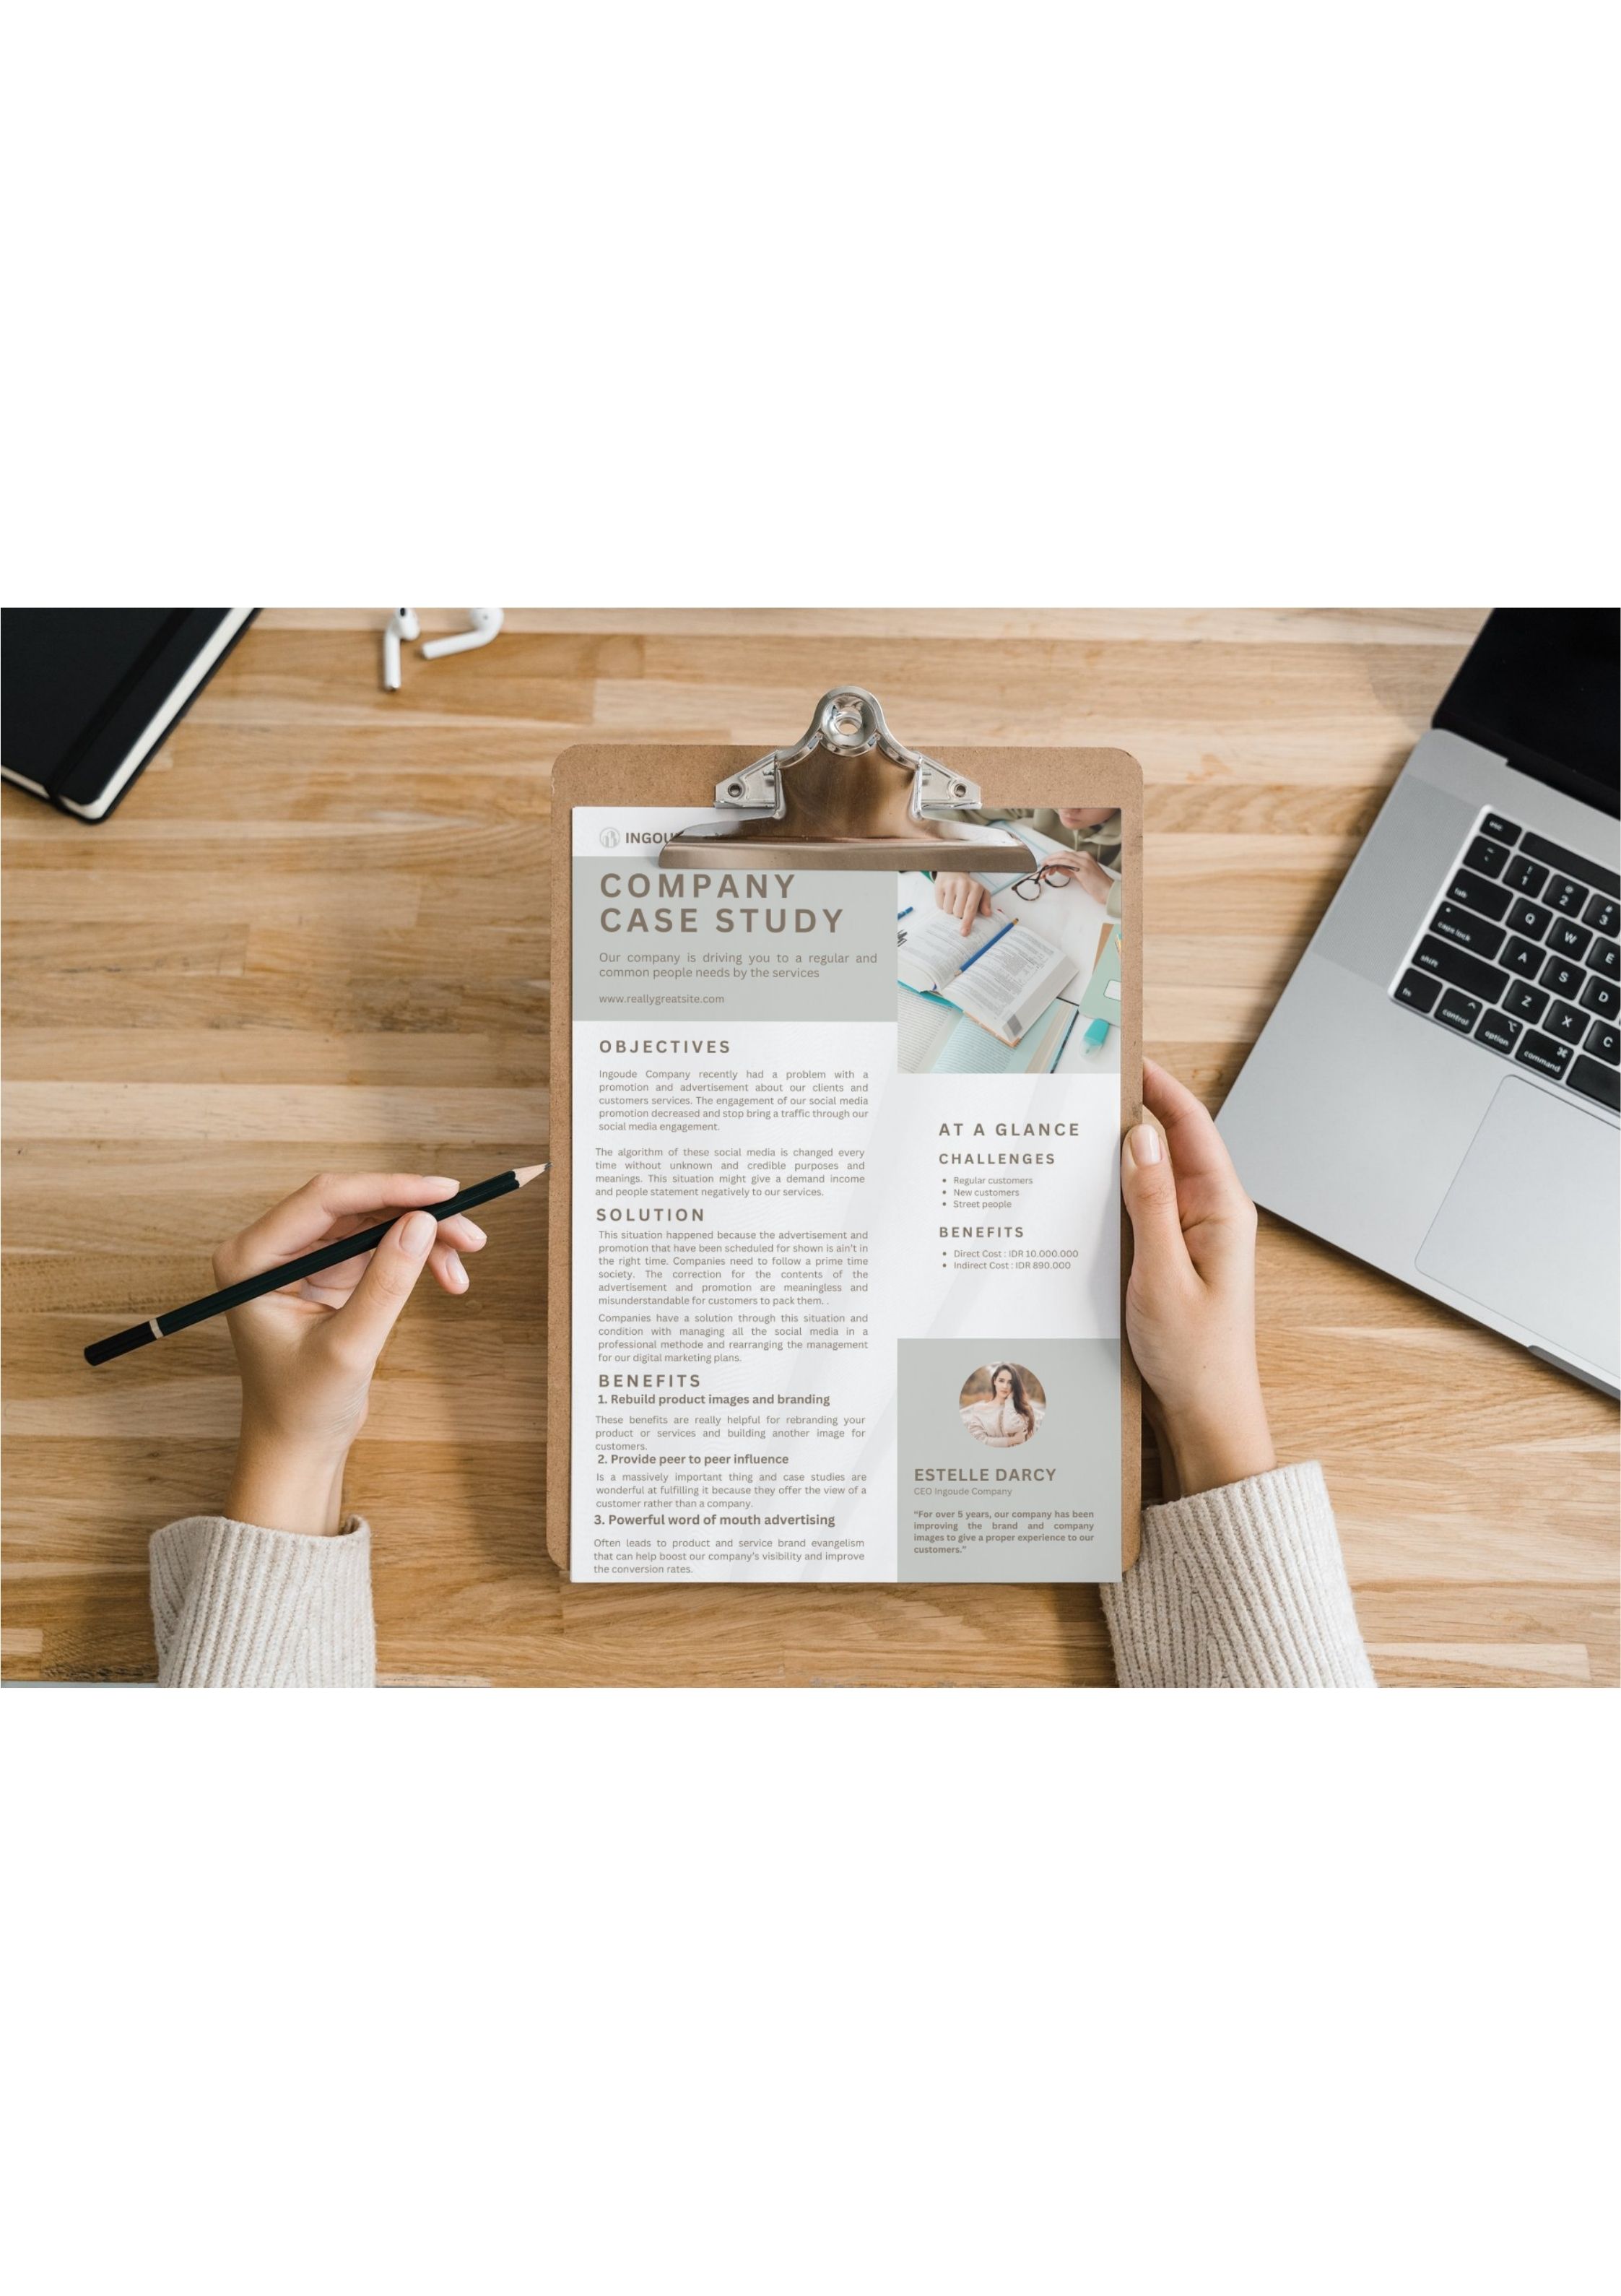 INGOU
COMPANY
CASE STUDY
Our company is driving you to a regular and
common people needs by the services
www.reallygreatsite.com
OBJECTIVES
Ingoude Company recently had a problem with a
promotion and advertisement about our clients and
customers services. The engagement of our social media
promotion decreased and stop bring a traffic through our
social media engagement.
The algorithm of these social media is changed every
time without unknown and credible purposes and
meanings. This situation might give a demand income
and people statement negatively to our services.
SOLUTION
This situation happened because the advertisement and
promotion that have been scheduled for shown is ain't in
the right time. Companies need to follow a prime time
society. The correction for the contents of the
advertisement and promotion are meaningless and
misunderstandable for customers to pack them. .
Companies have a solution through this situation and
condition with managing all the social media in a
professional methode and rearranging the management
for our digital marketing plans.
BENEFITS
1. Rebuild product images and branding
These benefits are really helpful for rebranding your
product or services and building another image for
customers.
2. Provide peer to peer influence
Is a massively important thing and case studies are
wonderful at fulfilling it because they offer the view of a
customer rather than a company.
3. Powerful word of mouth advertising
Often leads to product and service brand evangelism
that can help boost our company's visibility and improve
the conversion rates.
AT A GLANCE
CHALLENGES
• Regular customers
• New customers
• Street people
BENEFITS
• Direct Cost : IDR 10.000.000
• Indirect Cost : IDR 890.000
ESTELLE DARCY
CEO Ingoude Company
"For over 5 years, our company has been
improving the brand and company
images to give a proper experience to our
customers."
esc
! 1
@ 2
# 3
tab
Q
W
E
caps lock
A
S
D
shift
Z
X
C
fn
control
option
command